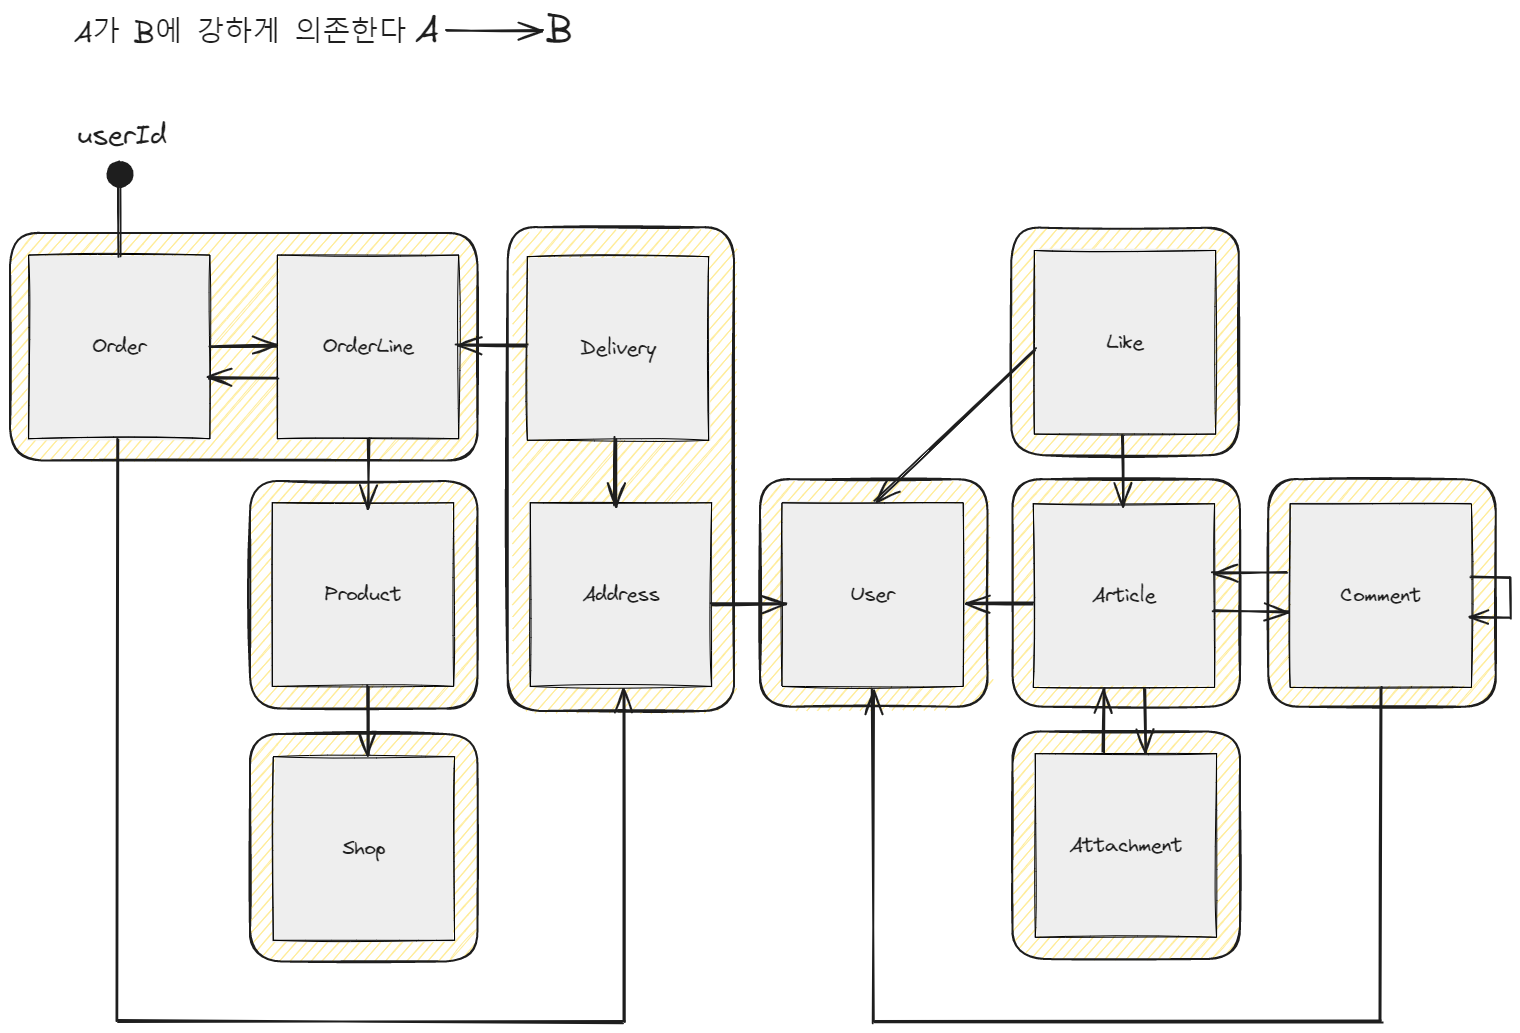 A가 B에 강하게 의존한다 A B
userId
Order
OrderLine
Delivery
Like
Product
Address
User
Article
Comment
Shop
Attachment